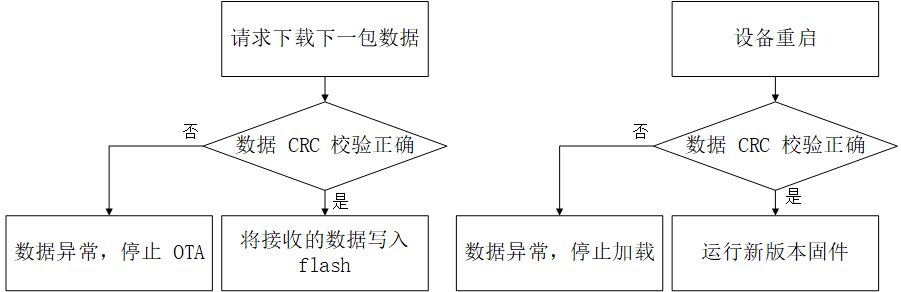 请求下载下一包数据
否
数据 CRC 校验正确
是
数据异常，停止 OTA
将接收的数据写入
flash
设备重启
否
数据 CRC 校验正确
是
数据异常，停止加载
运行新版本固件